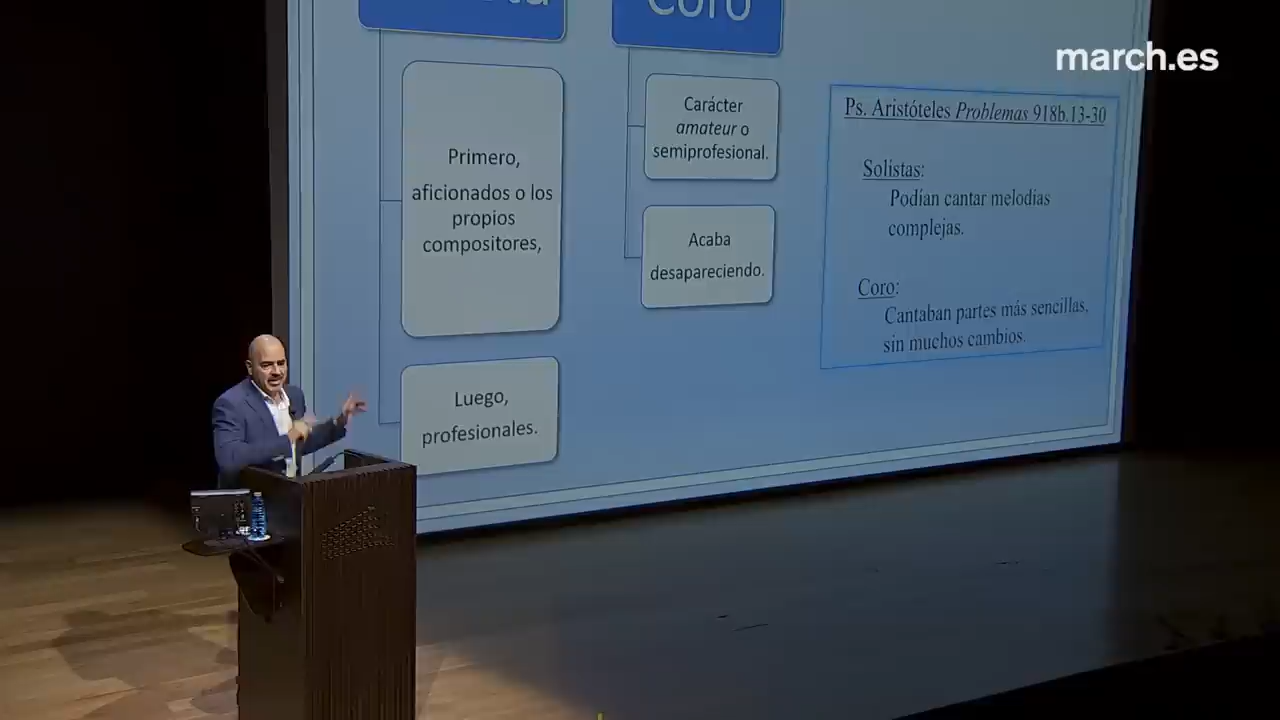 march.es
Coro
Primero,
aficionados o los
propios
compositores,
Luego,
profesionales.
Carácter
amateur o
semiprofesional.
Acaba
desapareciendo.
Ps. Aristóteles Problemas 918b.13-30
Solistas:
Podían cantar melodias
complejas.
Coro:
Cantaban partes más sencillas,
sin muchos cambios.